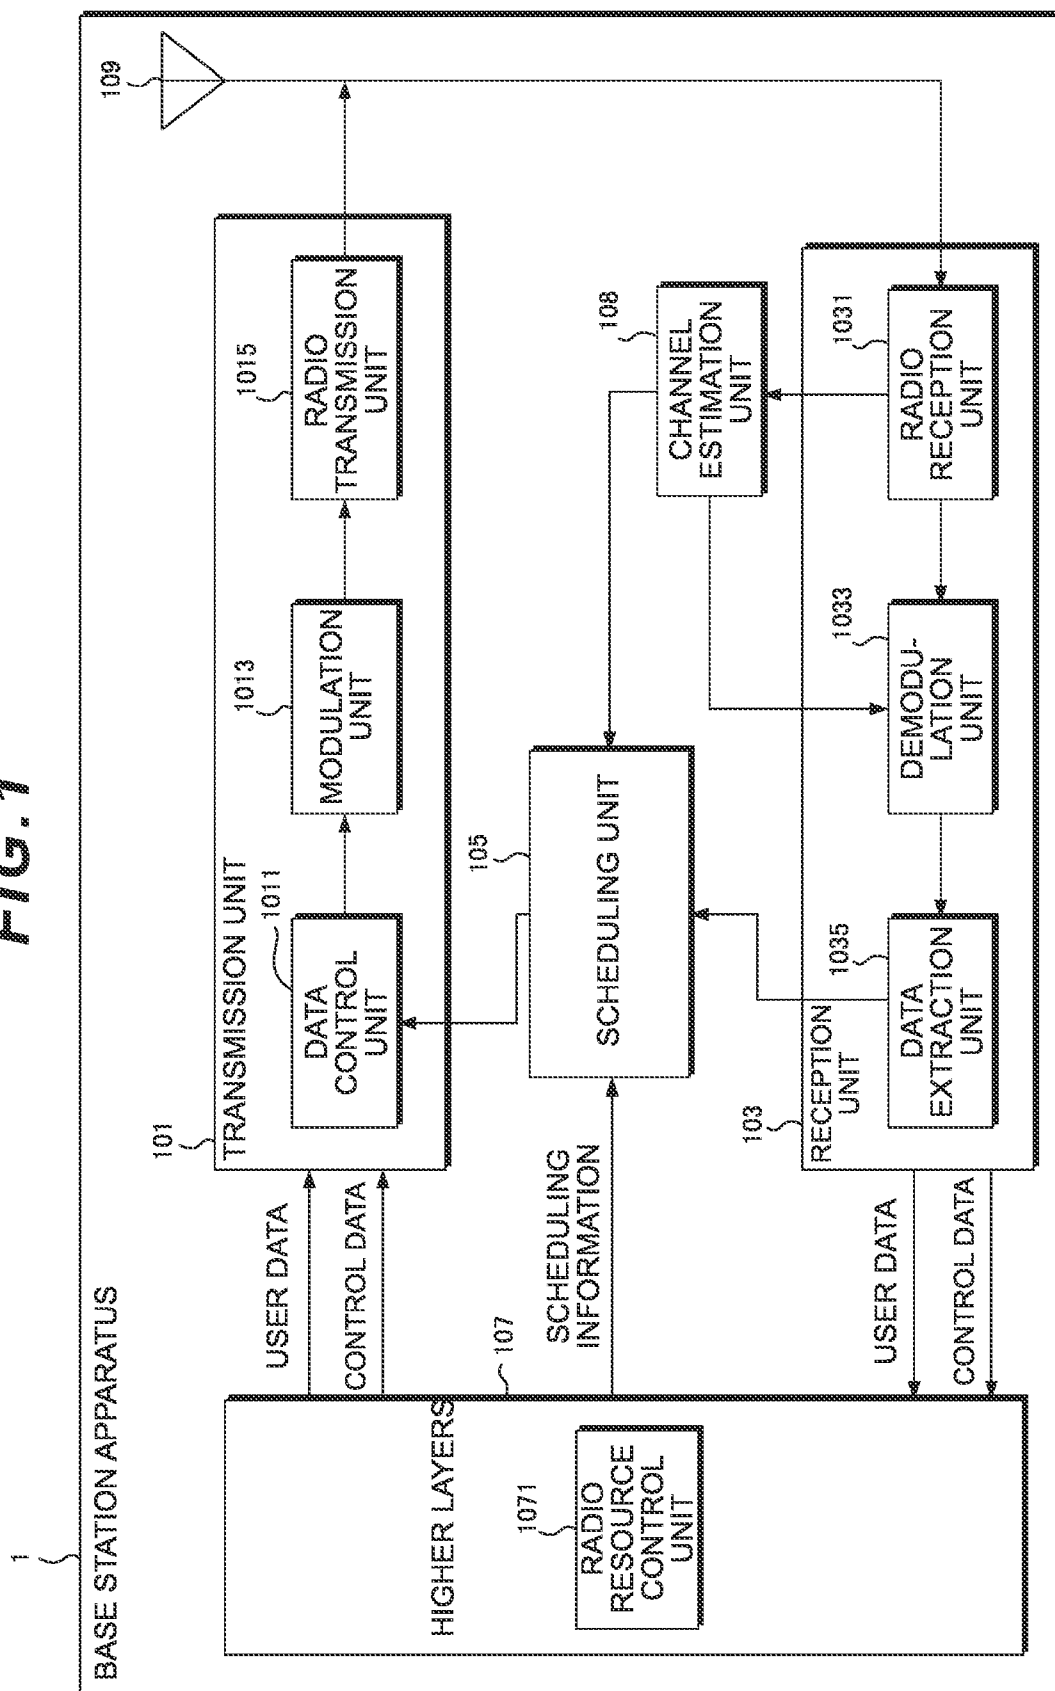 FIG. 1
1
BASE STATION APPARATUS
109
101
TRANSMISSION UNIT
1011
DATA
CONTROL
UNIT
1013
MODULATION
UNIT
1015
RADIO
TRANSMISSION
UNIT
USER DATA
CONTROL DATA
107
HIGHER LAYERS
1071
RADIO
RESOURCE
CONTROL
UNIT
SCHEDULING
INFORMATION
105
SCHEDULING UNIT
108
CHANNEL
ESTIMATION
UNIT
103
RECEPTION
UNIT
1035
DATA
EXTRACTION
UNIT
1033
DEMODU-
LATION
UNIT
1031
RADIO
RECEPTION
UNIT
USER DATA
CONTROL DATA